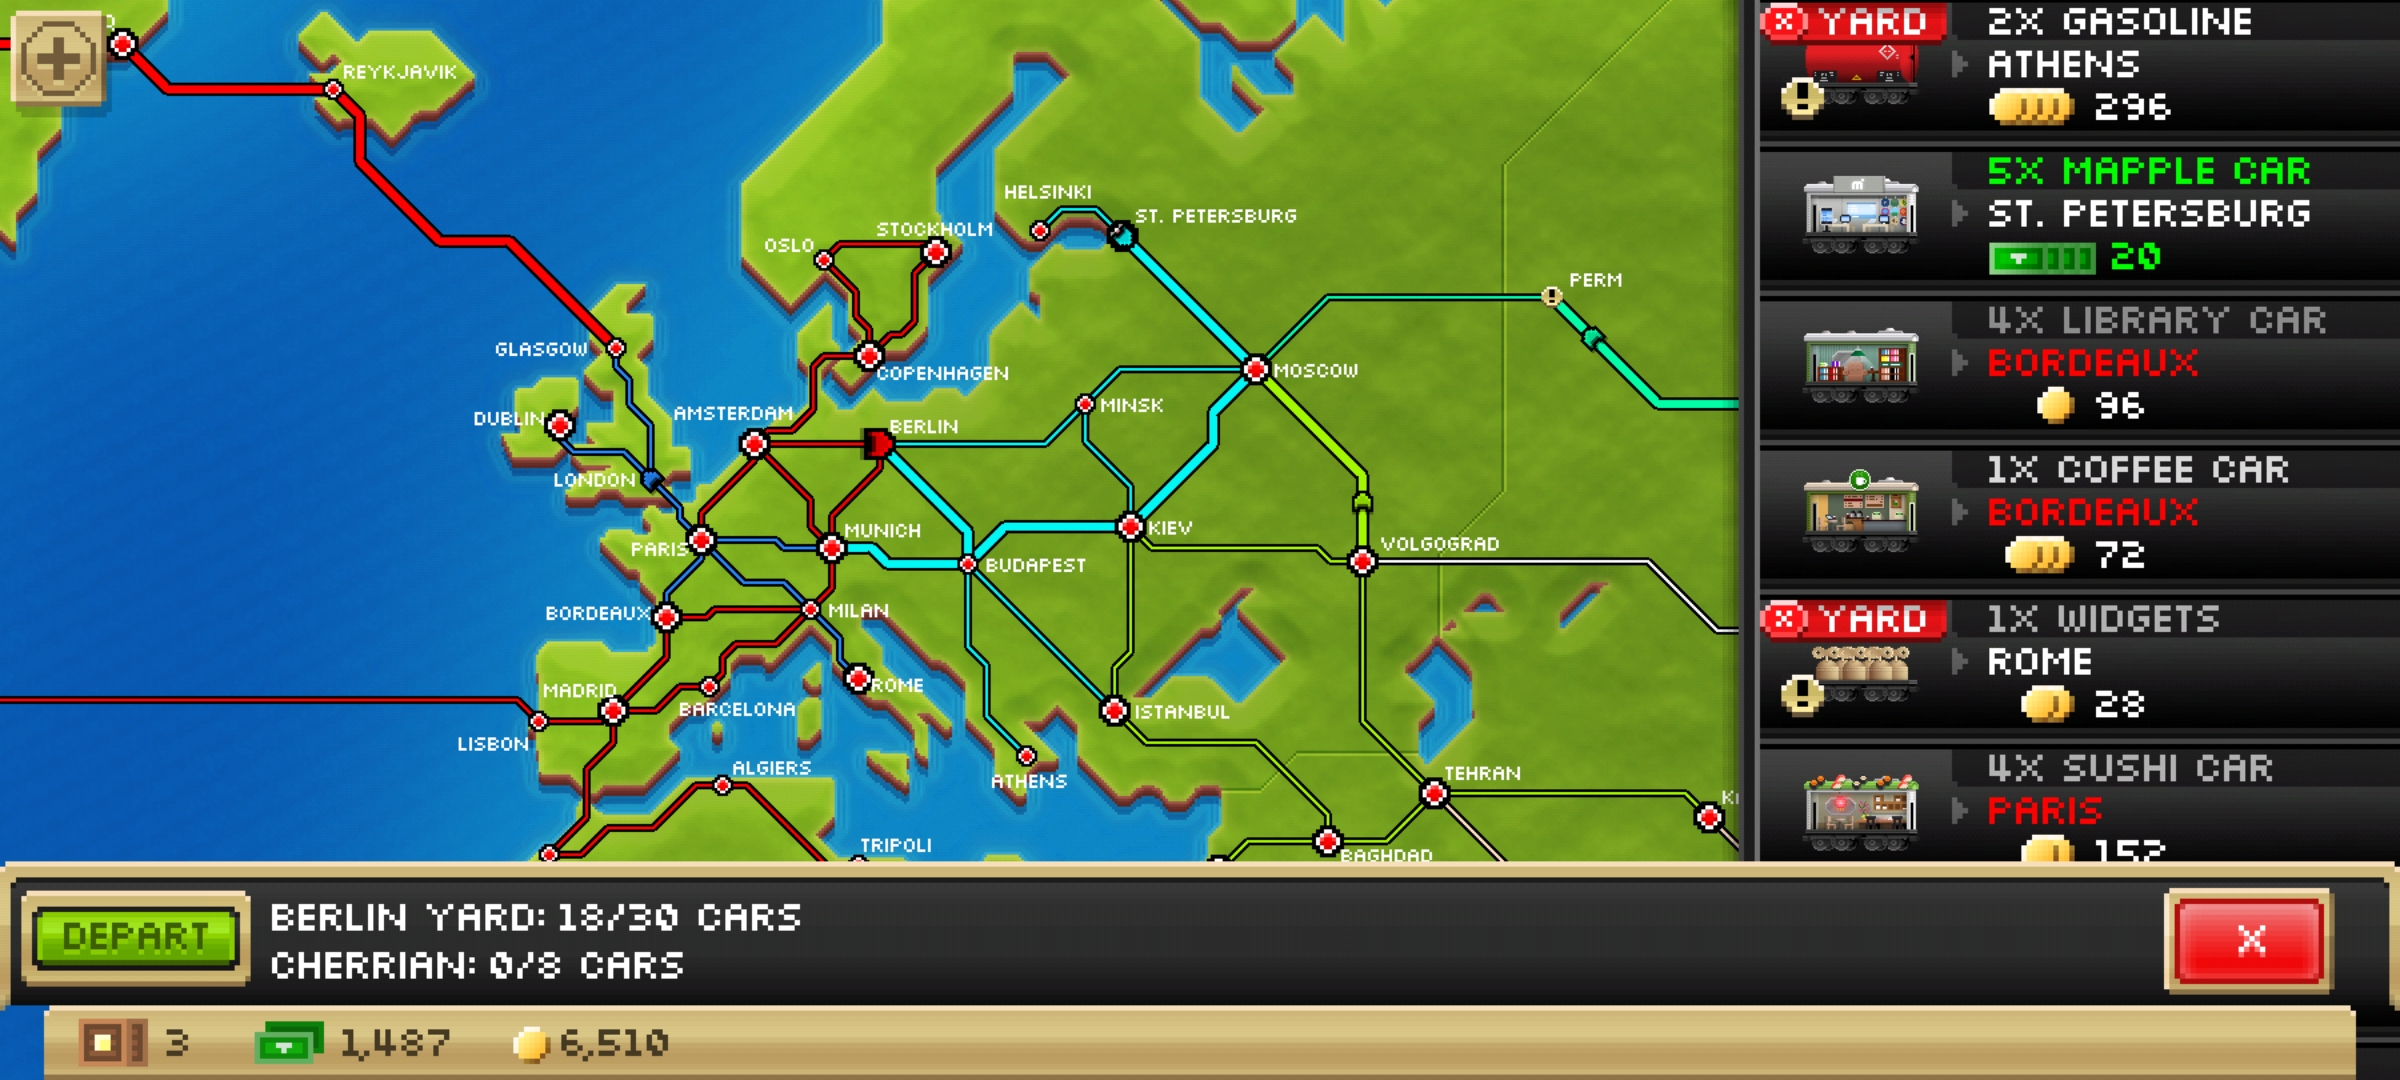 REYKJAVIK
HELSINKI
ST. PETERSBURG
STOCKHOLM
OSLO
PERM
GLASGOW
COPENHAGEN
MOSCOW
MINSK
DUBLIN
AMSTERDAM
BERLIN
LONDON
MUNICH
KIEV
PARIS
VOLGOGRAD
BUDAPEST
BORDEAUX
MILAN
MADRID
ROME
BARCELONA
ISTANBUL
LISBON
ALGIERS
ATHENS
TEHRAN
TRIPOLI
BAGHDAD
YARD
2X GASOLINE
ATHENS
296
5X MAPPLE CAR
ST. PETERSBURG
20
4X LIBRARY CAR
BORDEAUX
96
1X COFFEE CAR
BORDEAUX
72
YARD
1X WIDGETS
ROME
28
4X SUSHI CAR
PARIS
152
DEPART
BERLIN YARD: 18/30 CARS
CHERRIAN: 0/8 CARS
X
3
1,487
6,510